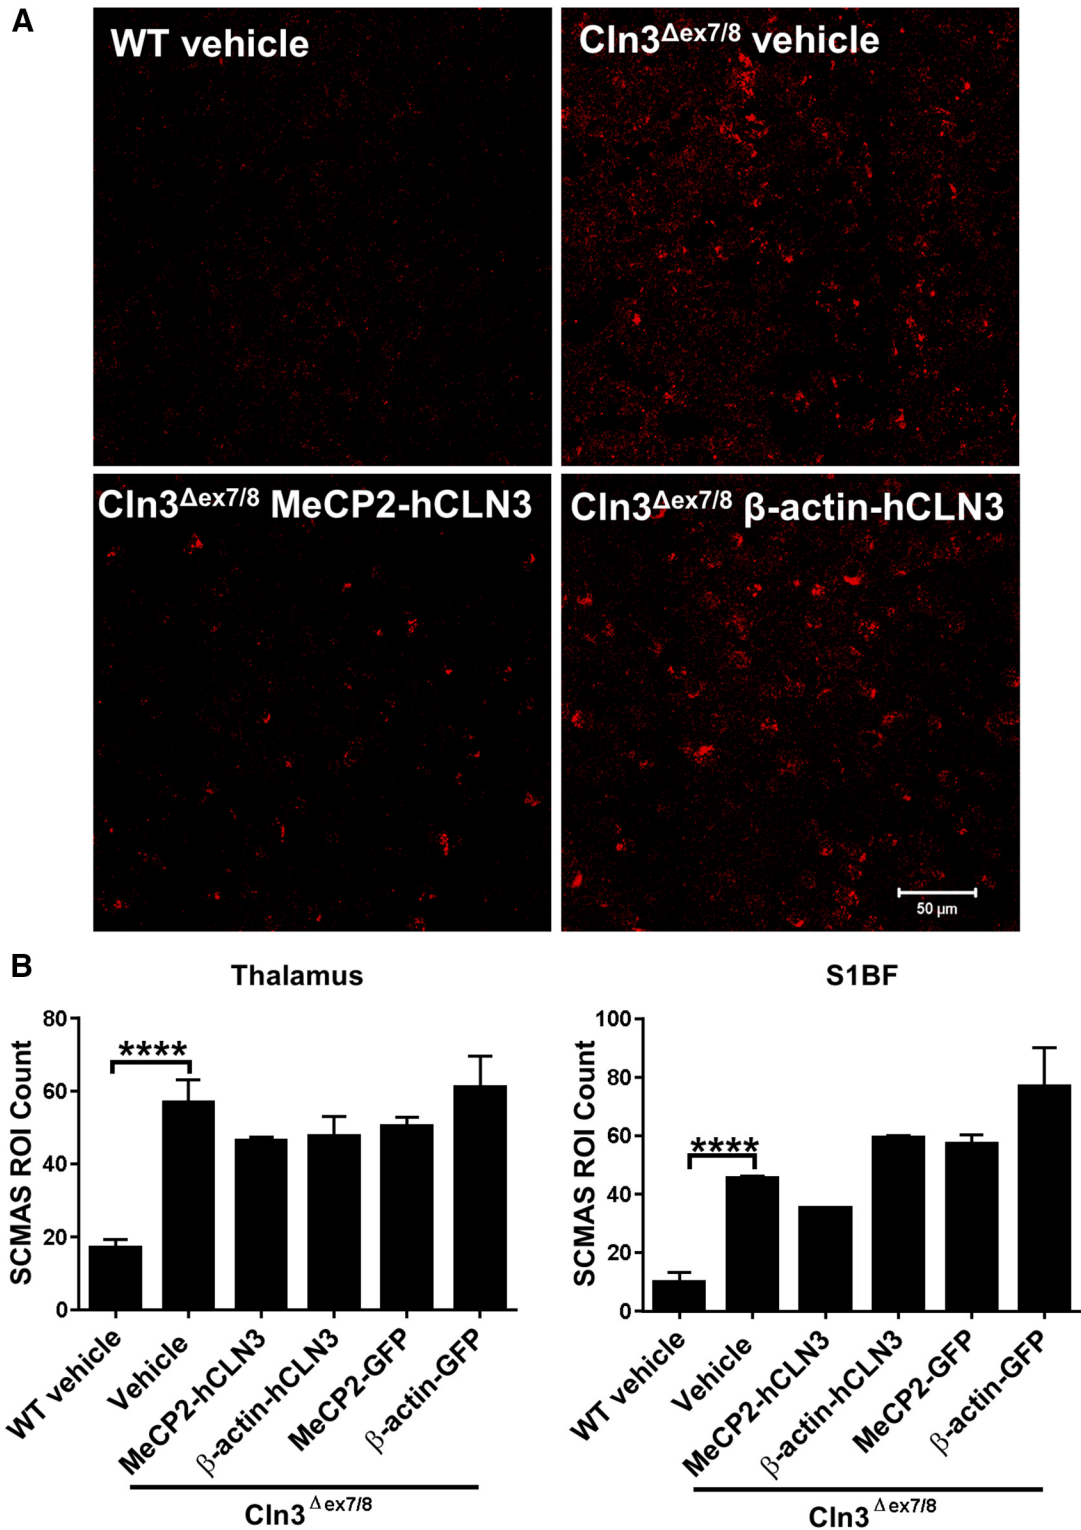 A
WT vehicle
Cln3Δex7/8 vehicle
Cln3Δex7/8 MeCP2-hCLN3
Cln3Δex7/8 β-actin-hCLN3
50 µm
B
Thalamus
SCMAS ROI Count
80
60
40
20
0
****
WT vehicle
Vehicle
MeCP2-hCLN3
β-actin-hCLN3
MeCP2-GFP
β-actin-GFP
Cln3Δex7/8
S1BF
SCMAS ROI Count
100
80
60
40
20
0
****
WT vehicle
Vehicle
MeCP2-hCLN3
β-actin-hCLN3
MeCP2-GFP
β-actin-GFP
Cln3Δex7/8